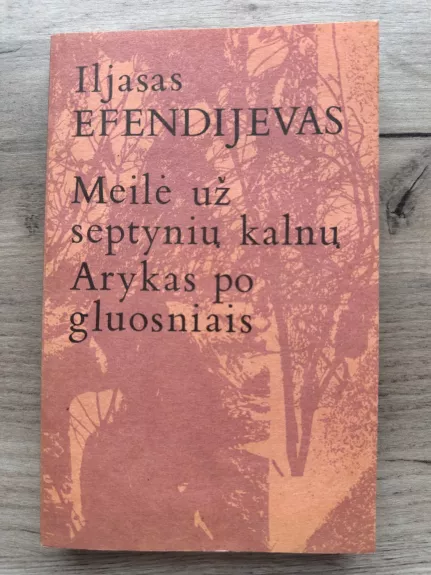 Iljasas
EFENDIJEVAS
Meilė už
septynių kalnų
Arykas po
gluosniais